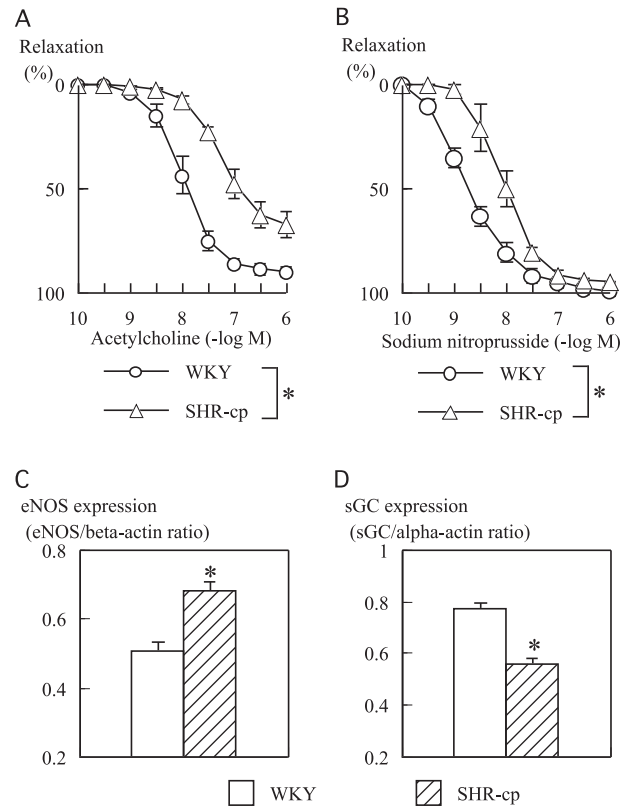 A
Relaxation
(%)
0
50
100
10 9 8 7 6
Acetylcholine (-log M)
WKY
SHR-cp
*
B
Relaxation
(%)
0
50
100
10 9 8 7 6
Sodium nitroprusside (-log M)
WKY
SHR-cp
*
C
eNOS expression
(eNOS/beta-actin ratio)
0.8
0.6
0.4
0.2
*
D
sGC expression
(sGC/alpha-actin ratio)
1
0.8
0.6
0.4
0.2
*
WKY
SHR-cp